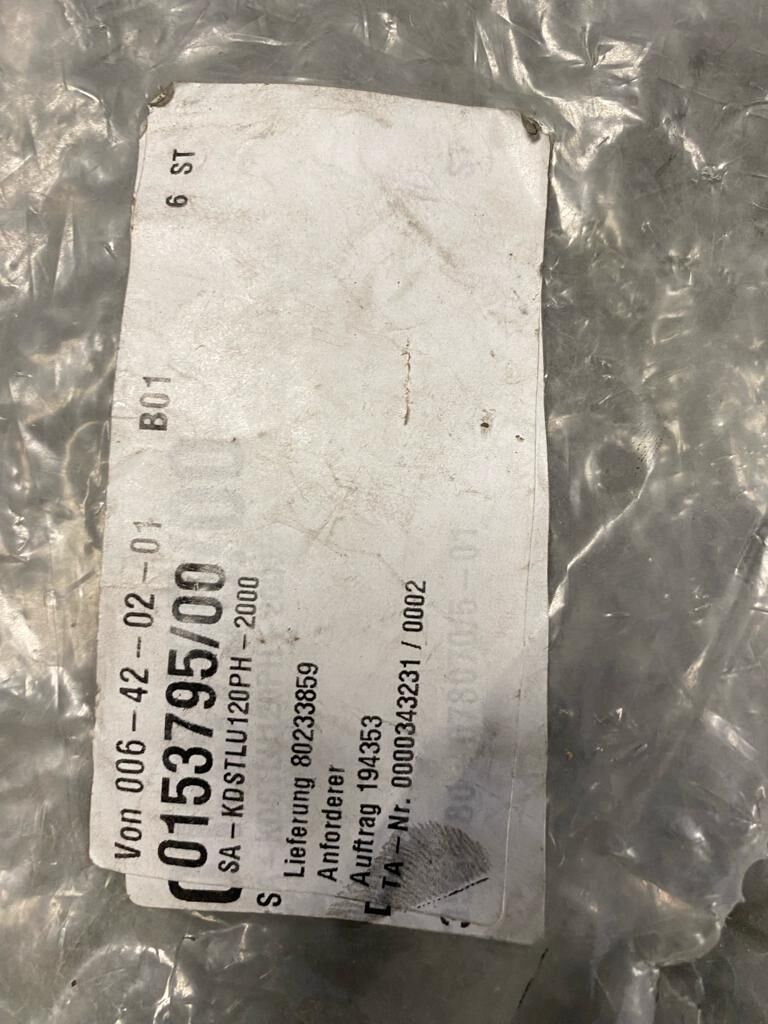 Von 006-42-02-01 B01 6 ST
0153795/00
SA-KDSTLU120PH-2000
Lieferung 80233859
Anforderer
Auftrag 194353
TA-Nr. 0000343231 / 0002